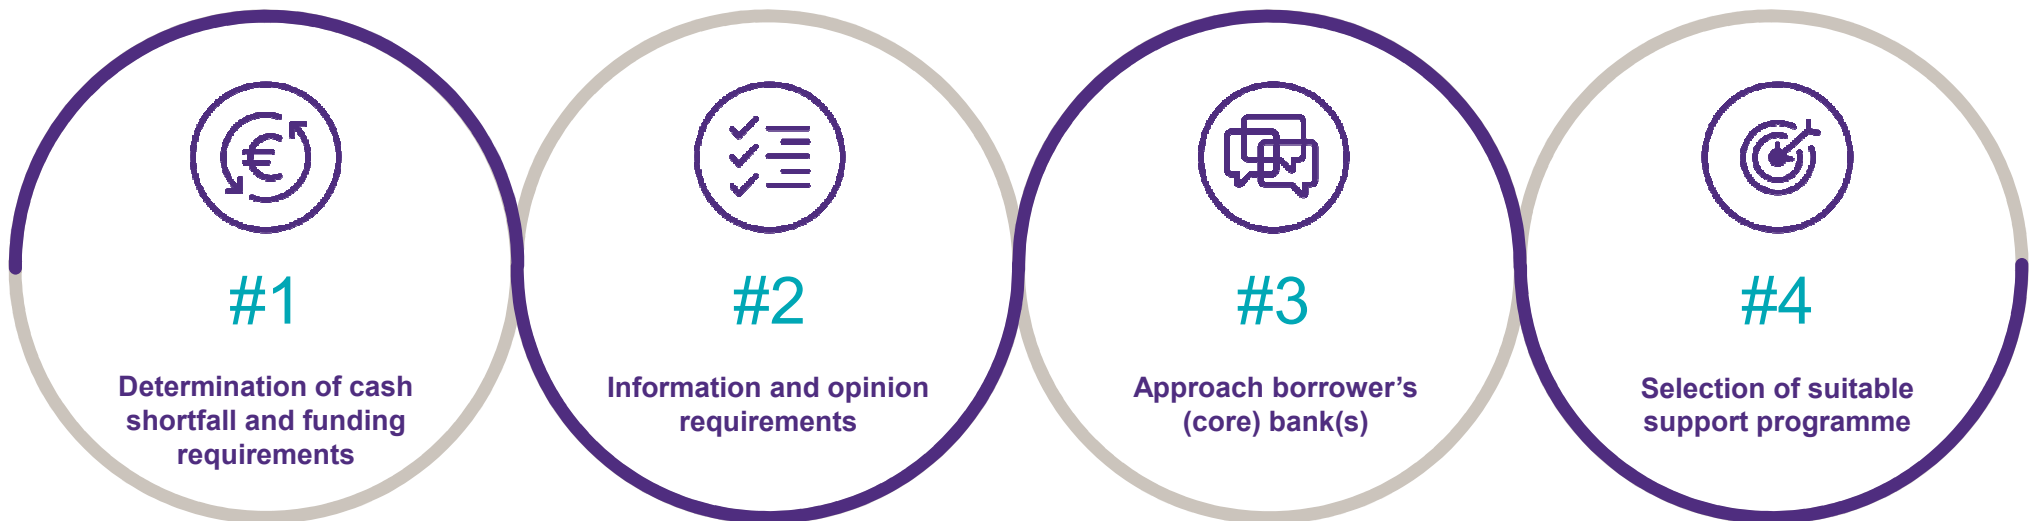 #1
Determination of cash
shortfall and funding
requirements
#2
Information and opinion
requirements
#3
Approach borrower’s
(core) bank(s)
#4
Selection of suitable
support programme